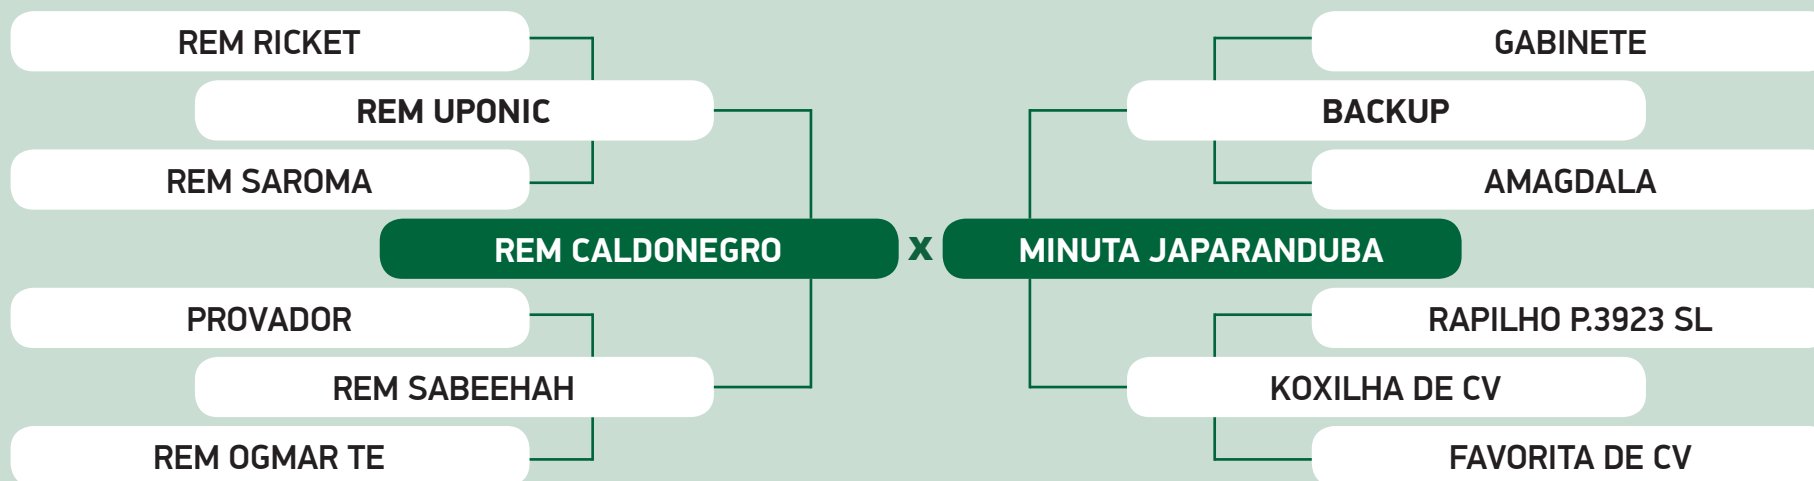 REM RICKET
GABINETE
REM UPONIC
BACKUP
REM SAROMA
AMAGDALA
REM CALDONEGRO x MINUTA JAPARANDUBA
PROVADOR
RAPILHO P.3923 SL
REM SABEEHAH
KOXILHA DE CV
REM OGMAR TE
FAVORITA DE CV